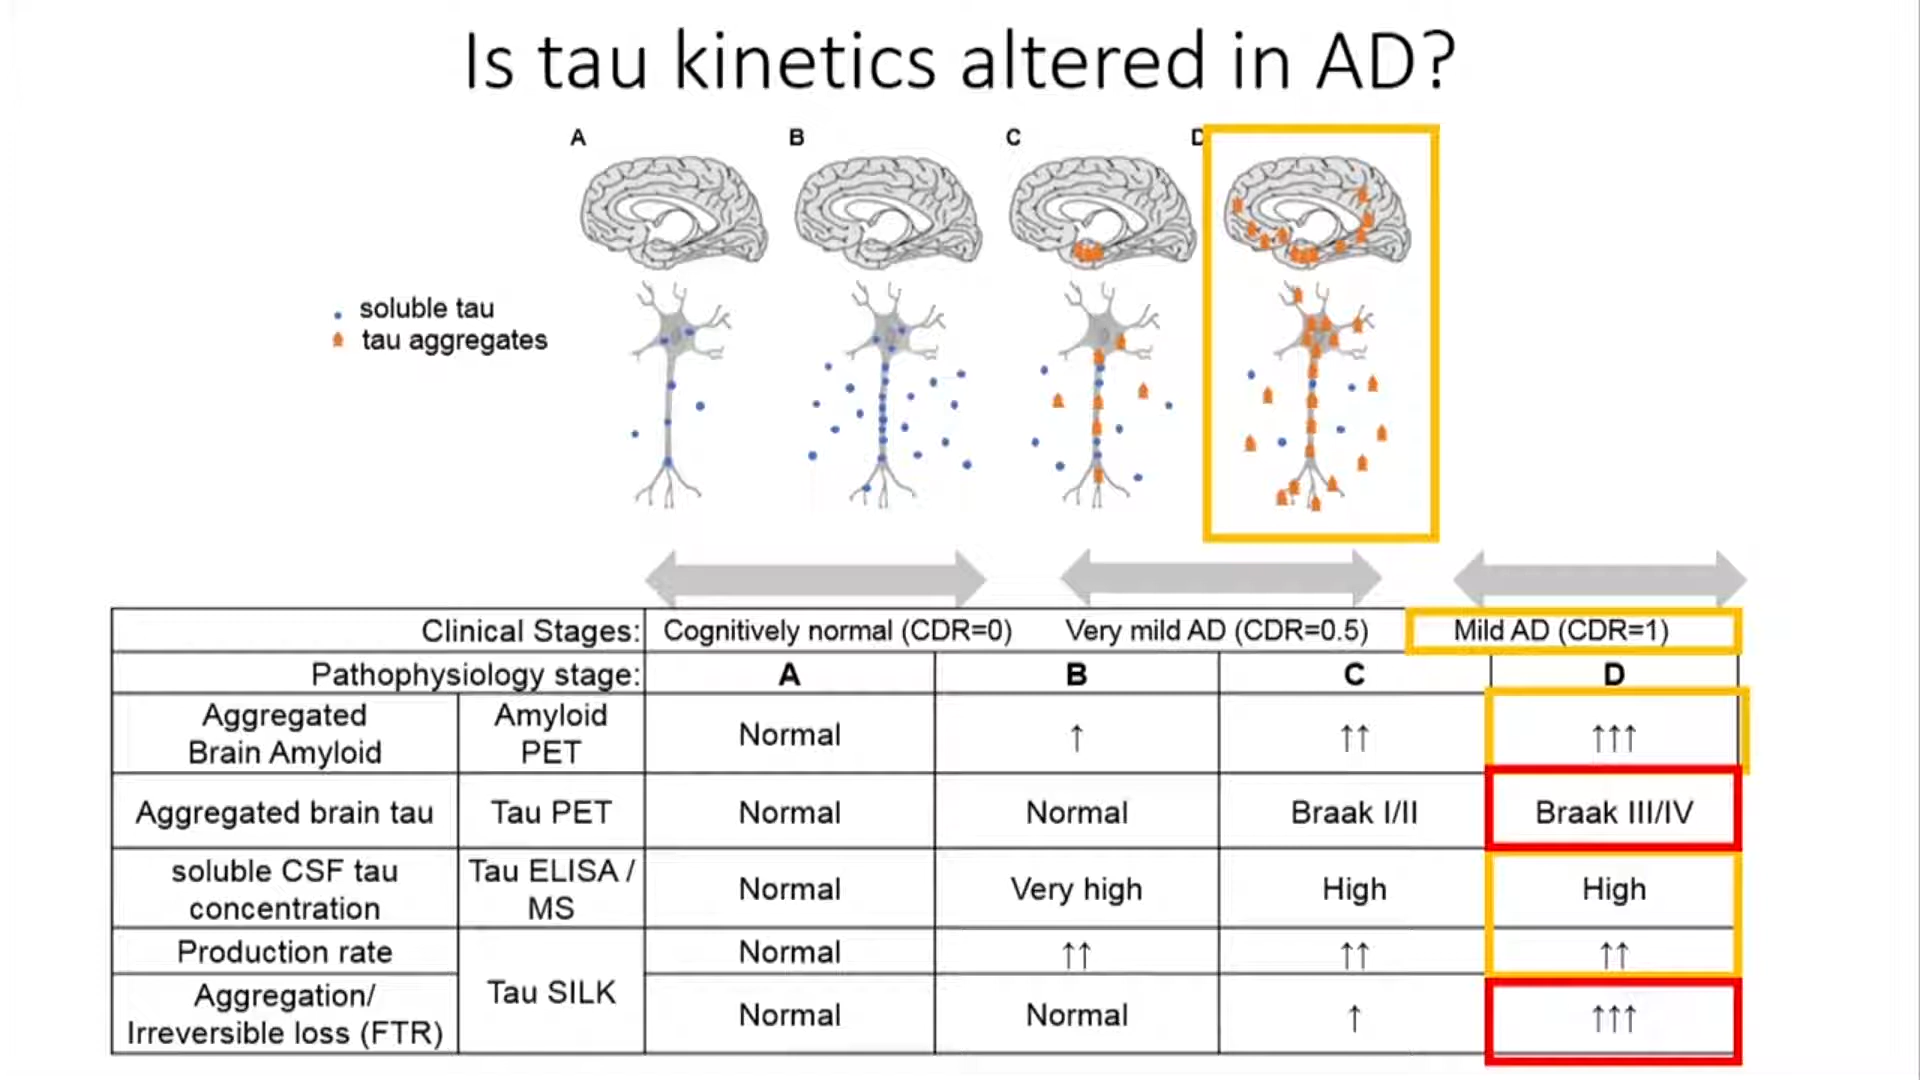 Is tau kinetics altered in AD?
A B C D
soluble tau
tau aggregates
Clinical Stages: Cognitively normal (CDR=0) Very mild AD (CDR=0.5) Mild AD (CDR=1)
Pathophysiology stage: A B C D
Aggregated
Brain Amyloid
Amyloid
PET
Normal ↑ ↑↑ ↑↑↑
Aggregated brain tau Tau PET Normal Normal Braak I/II Braak III/IV
soluble CSF tau
concentration
Tau ELISA /
MS
Normal Very high High High
Production rate Normal ↑↑ ↑↑ ↑↑
Tau SILK
Aggregation/
Irreversible loss (FTR)
Normal Normal ↑ ↑↑↑